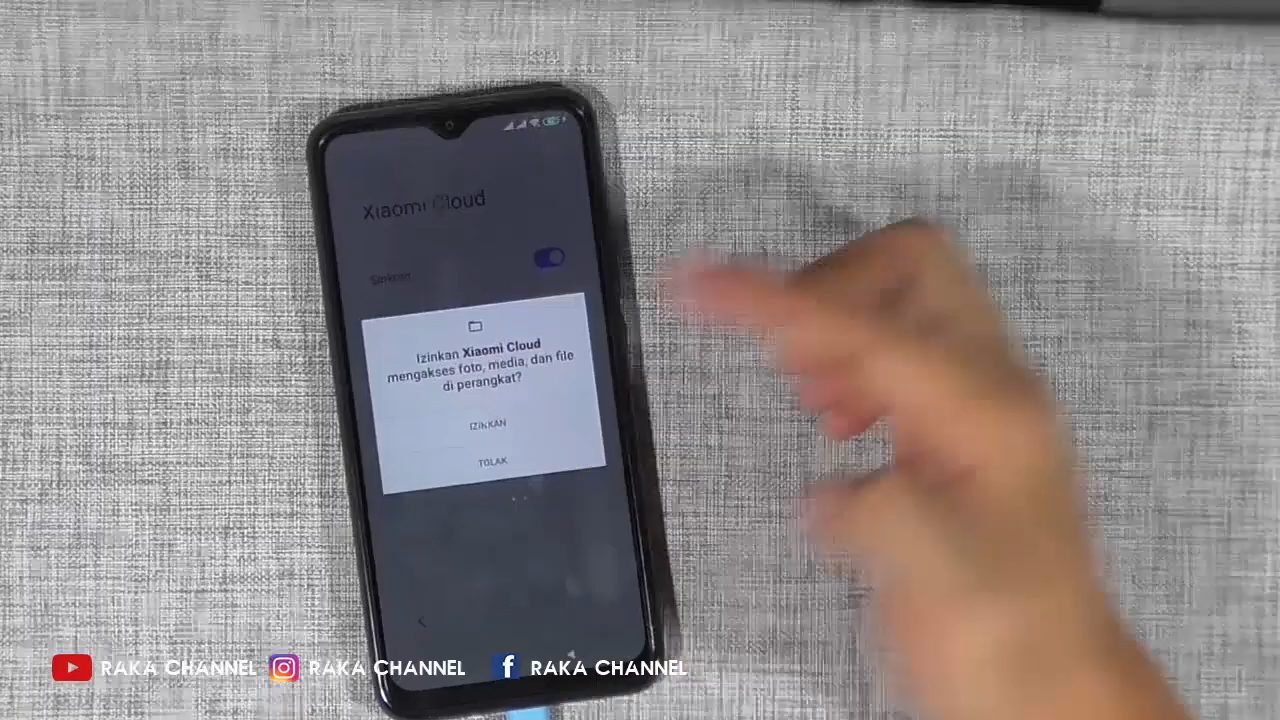 Xiaomi Cloud
Sinkron
Izinkan Xiaomi Cloud
mengakses foto, media, dan file
di perangkat?
IZINKAN
TOLAK
RAKA CHANNEL RAKA CHANNEL RAKA CHANNEL